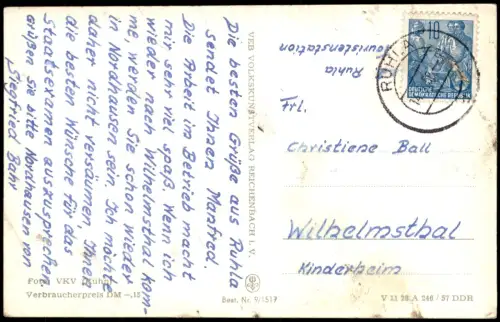 Die besten Grüße aus Ruhla
sendet Ihnen Manfred.
Die Arbeit im Betrieb macht
mir sehr viel spaß. Wenn ich
wieder nach Wilhelmsthal kom-
me, werden Sie schon wieder
in Nordhausen sein. Ich möchte
daher nicht versäumen, Ihnen
die besten Wünsche für das
Staatsexamen auszusprechen
Grüßen sie bitte Nordhausen von
Siegfried Bahr
Foto: VKV
Verbraucherpreis DM –.15
VEB VOLKSKUNSTVERLAG REICHENBACH i. V.
Best. Nr. 9/1517
Ruhla
Touristenstation
RUHLA
10
DEUTSCHE
DEMOKRATISCHE REPUBLIK
Frl.
Christiene Ball
Wilhelmsthal
Kinderheim
V 11 28 A 246 / 57 DDR